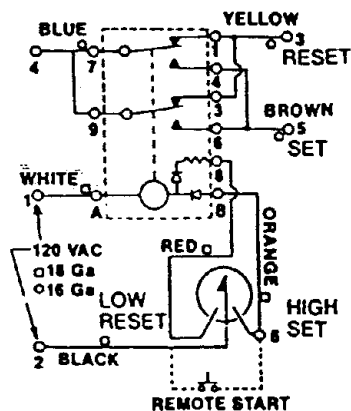 BLUE
YELLOW
4
7
1
3
RESET
4
9
3
BROWN
6
5
SET
WHITE
8
1
A
B
120 VAC
18 Ga
16 Ga
RED
ORANGE
LOW
RESET
HIGH
SET
6
2
BLACK
REMOTE START